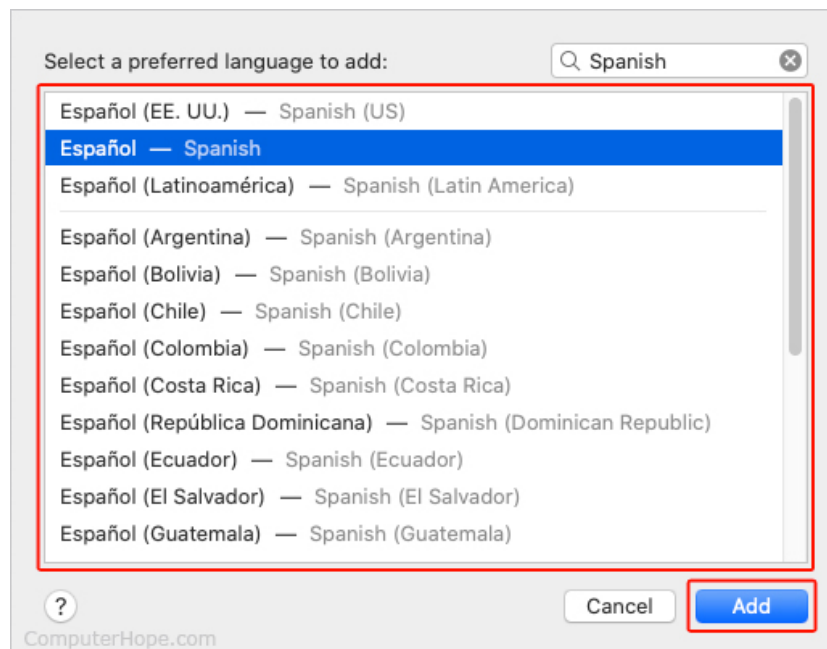 Select a preferred language to add: Spanish
Español (EE. UU.) — Spanish (US)
Español — Spanish
Español (Latinoamérica) — Spanish (Latin America)
Español (Argentina) — Spanish (Argentina)
Español (Bolivia) — Spanish (Bolivia)
Español (Chile) — Spanish (Chile)
Español (Colombia) — Spanish (Colombia)
Español (Costa Rica) — Spanish (Costa Rica)
Español (República Dominicana) — Spanish (Dominican Republic)
Español (Ecuador) — Spanish (Ecuador)
Español (El Salvador) — Spanish (El Salvador)
Español (Guatemala) — Spanish (Guatemala)
? Cancel Add
ComputerHope.com